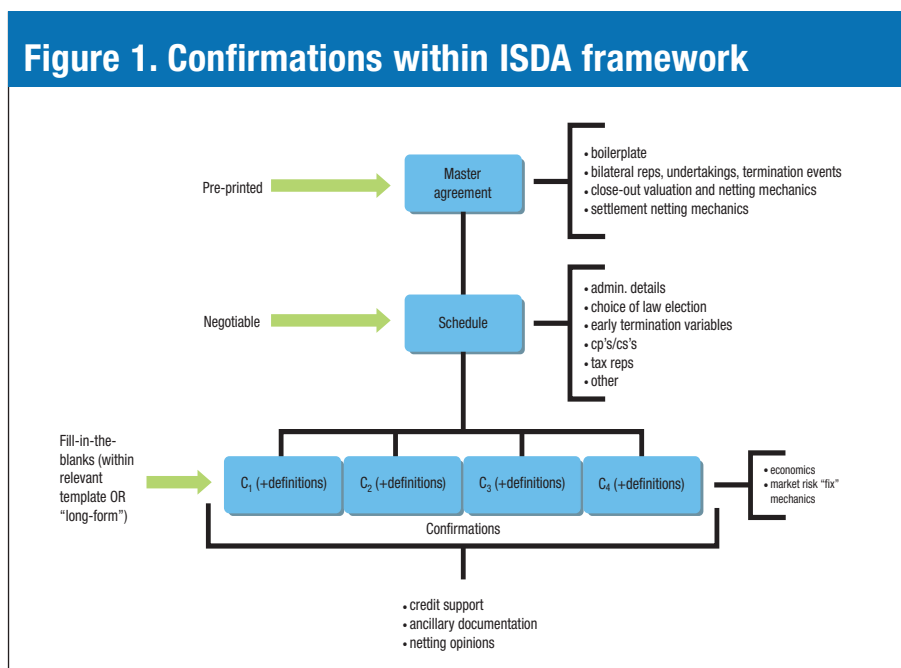 Figure 1. Confirmations within ISDA framework
Pre-printed
Master
agreement
• boilerplate
• bilateral reps, undertakings, termination events
• close-out valuation and netting mechanics
• settlement netting mechanics
Negotiable
Schedule
• admin. details
• choice of law election
• early termination variables
• cp's/cs's
• tax reps
• other
Fill-in-the-
blanks (within
relevant
template OR
“long-form”)
C₁ (+definitions)
C₂ (+definitions)
C₃ (+definitions)
C₄ (+definitions)
• economics
• market risk “fix”
mechanics
Confirmations
• credit support
• ancillary documentation
• netting opinions